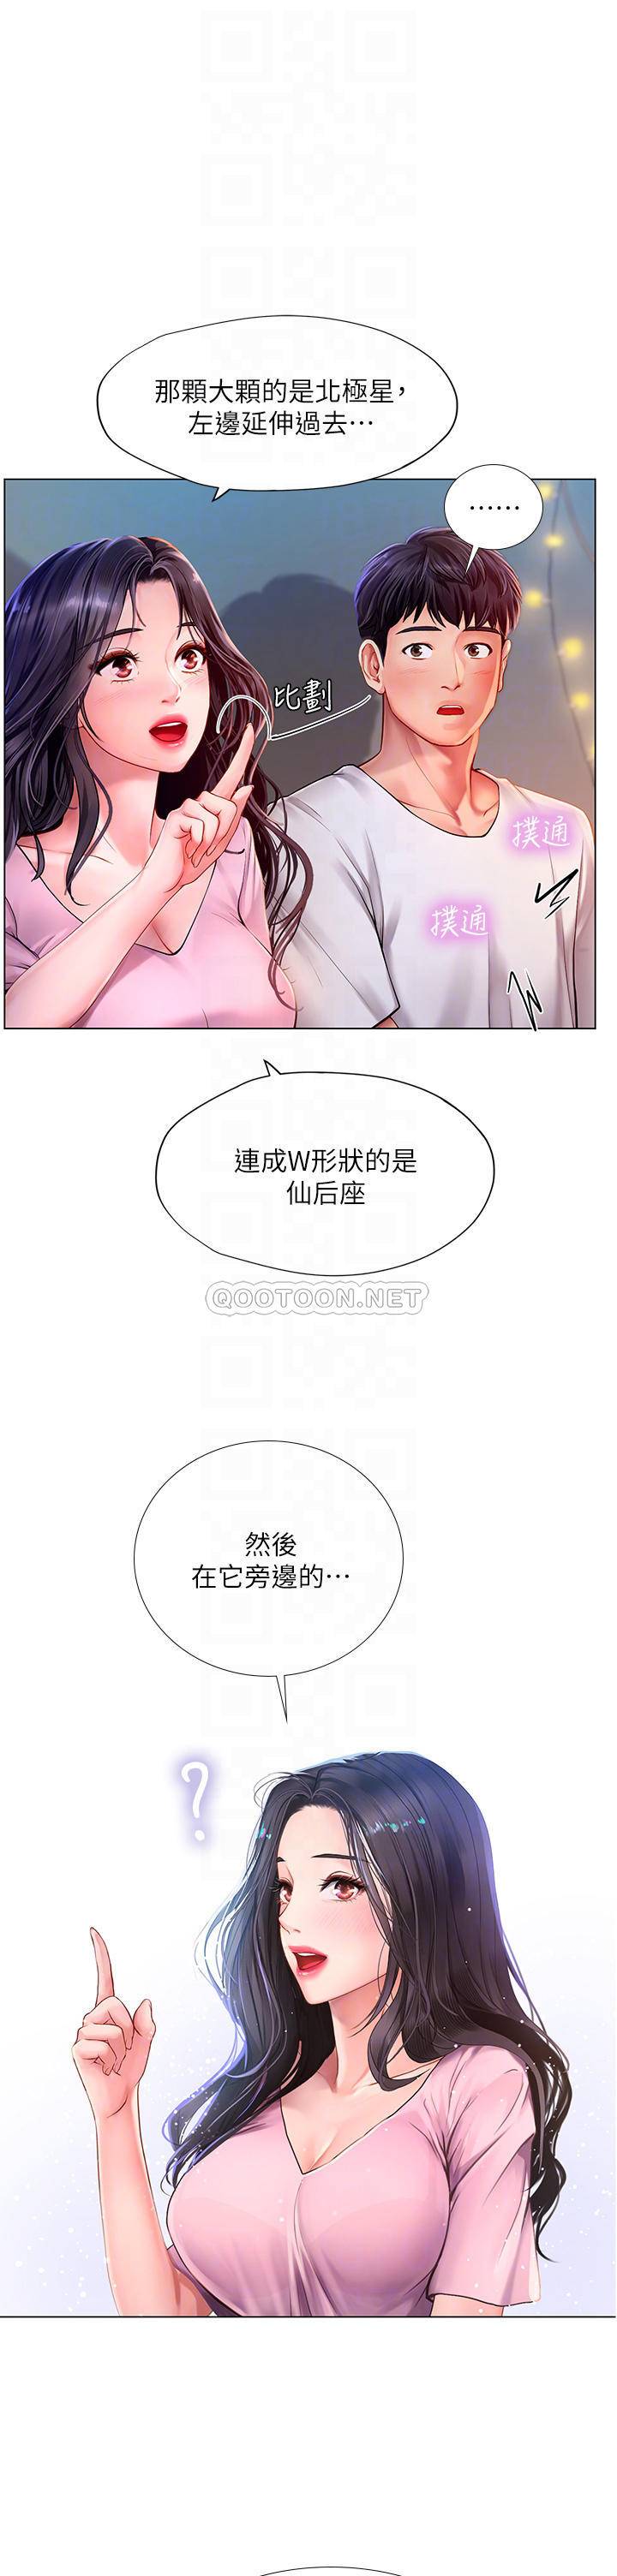 那顆大顆的是北極星，
左邊延伸過去…
……
比劃
撲通
撲通
連成W形狀的是
仙后座
QOOTOON.NET
然後
在它旁邊的…
?